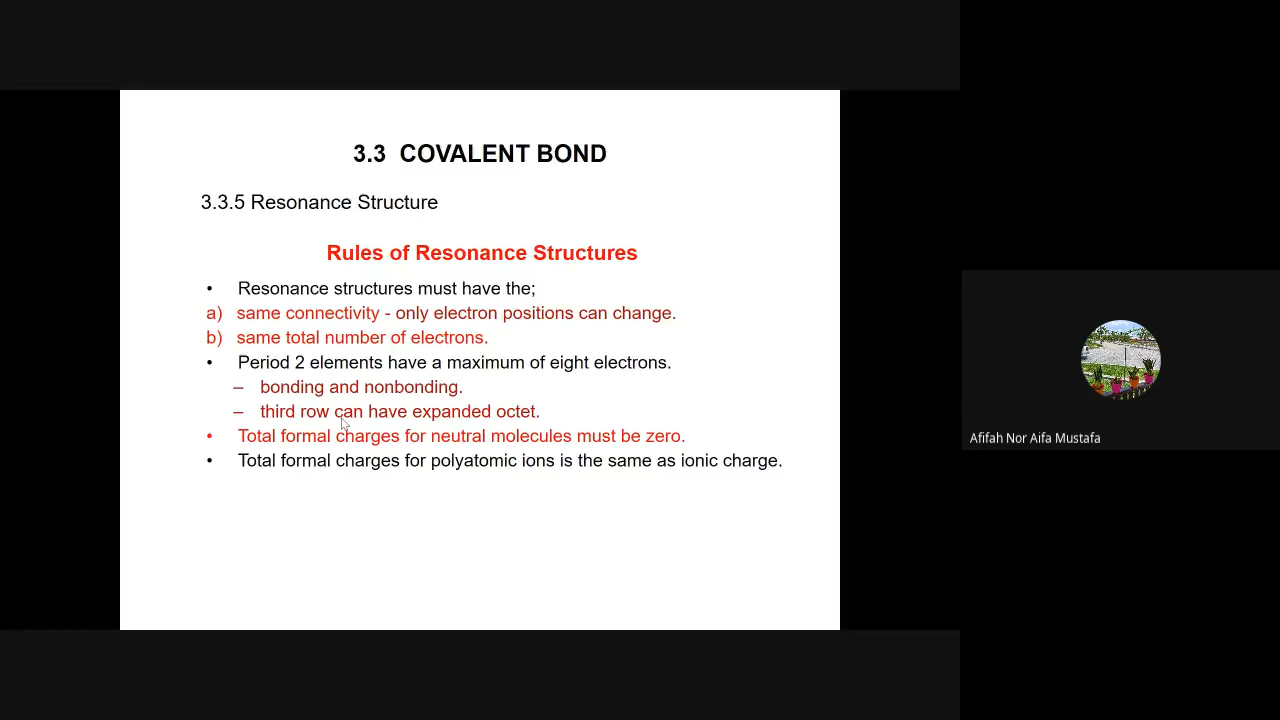 3.3 COVALENT BOND
3.3.5 Resonance Structure
Rules of Resonance Structures
• Resonance structures must have the;
a) same connectivity - only electron positions can change.
b) same total number of electrons.
• Period 2 elements have a maximum of eight electrons.
– bonding and nonbonding.
– third row can have expanded octet.
• Total formal charges for neutral molecules must be zero.
• Total formal charges for polyatomic ions is the same as ionic charge.
Afifah Nor Aifa Mustafa